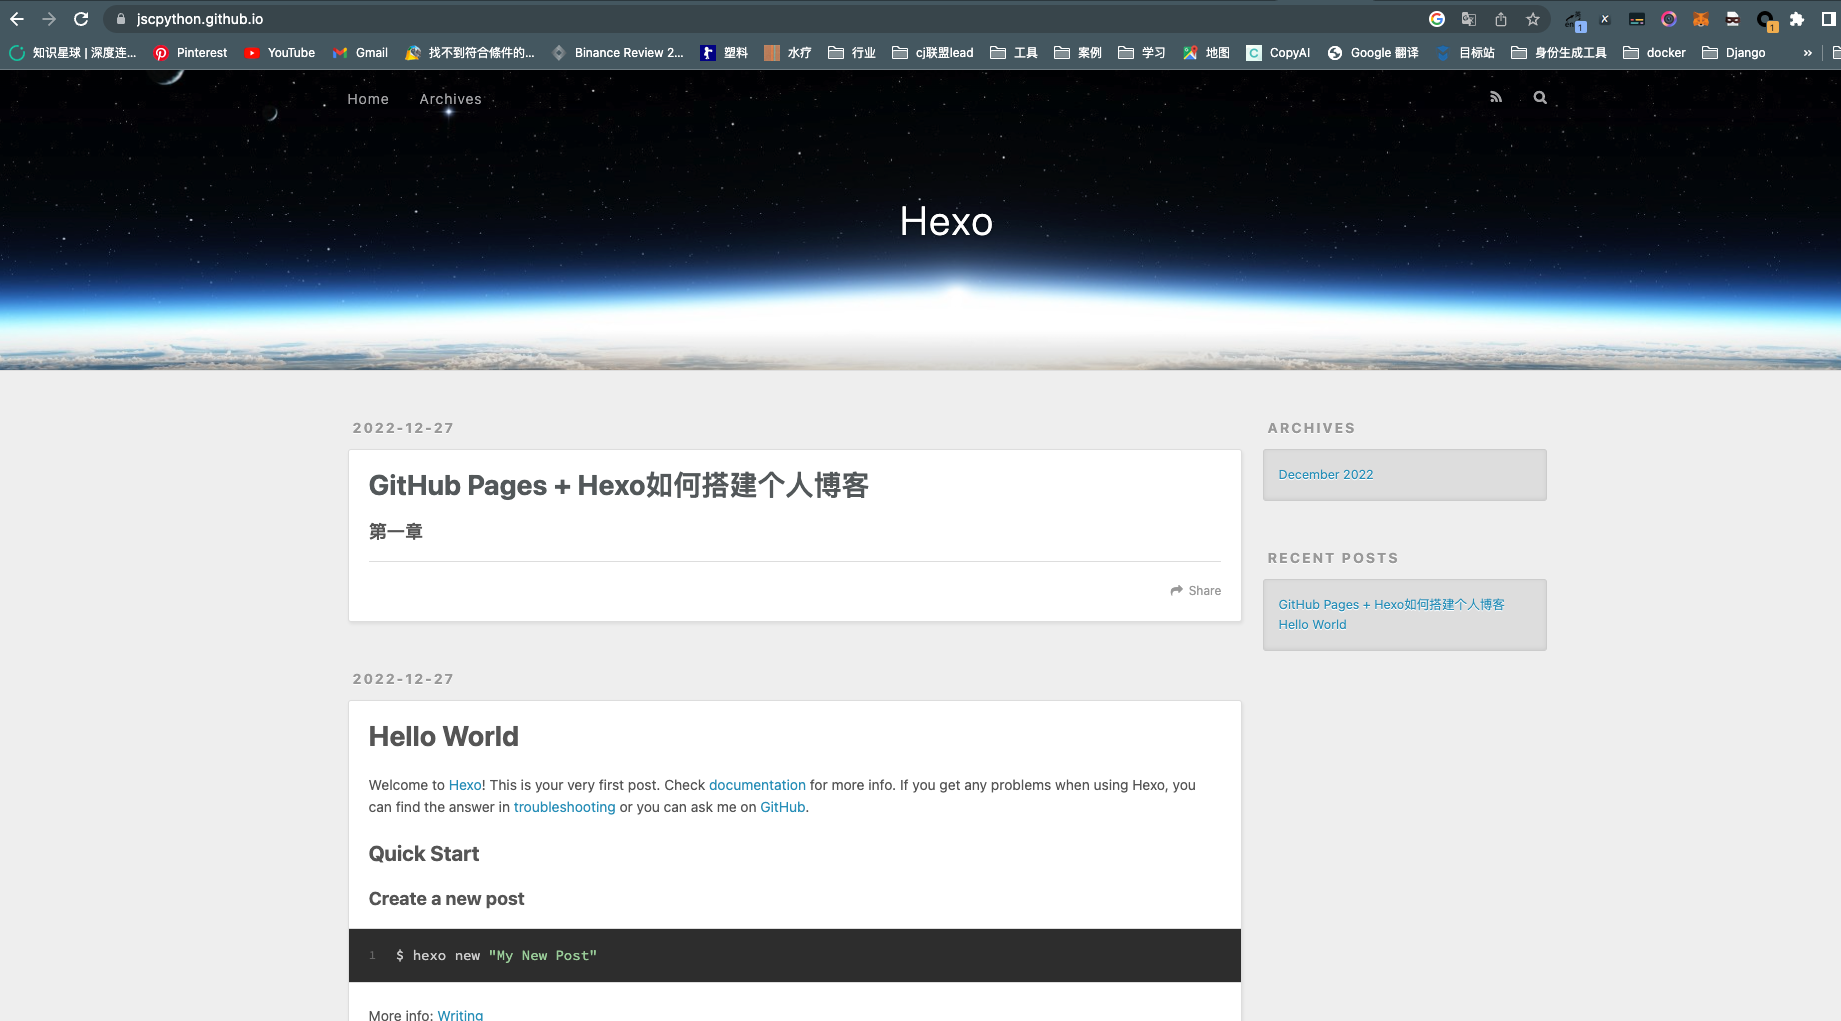 jscpython.github.io
知识星球 | 深度连... Pinterest YouTube Gmail 找不到符合條件的... Binance Review 2... 塑料 水疗 行业 cj联盟lead 工具 案例 学习 地图 CopyAI Google 翻译 目标站 身份生成工具 docker Django »
Home Archives
Hexo
2022-12-27
GitHub Pages + Hexo如何搭建个人博客
第一章
Share
2022-12-27
Hello World
Welcome to Hexo! This is your very first post. Check documentation for more info. If you get any problems when using Hexo, you
can find the answer in troubleshooting or you can ask me on GitHub.
Quick Start
Create a new post
1 $ hexo new "My New Post"
More info: Writing
ARCHIVES
December 2022
RECENT POSTS
GitHub Pages + Hexo如何搭建个人博客
Hello World